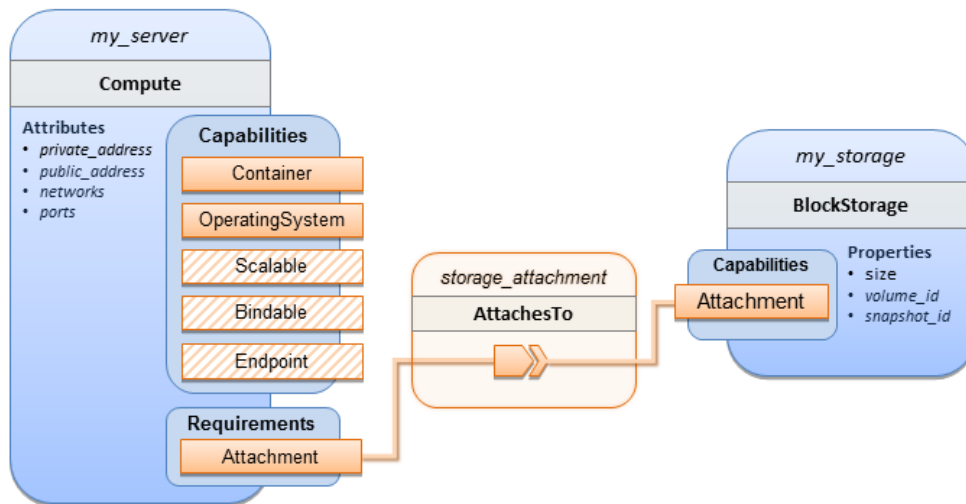 my_server
Compute
Attributes
• private_address
• public_address
• networks
• ports
Capabilities
Container
OperatingSystem
Scalable
Bindable
Endpoint
Requirements
Attachment
storage_attachment
AttachesTo
my_storage
BlockStorage
Capabilities
Attachment
Properties
• size
• volume_id
• snapshot_id